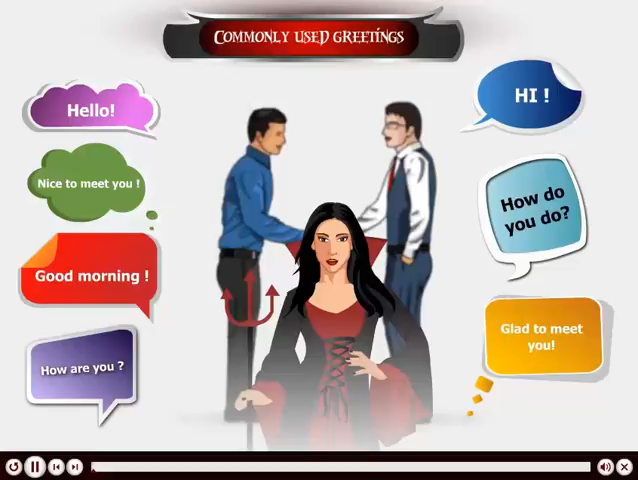 COMMONLY USED GREETINGS
Hello!
HI !
Nice to meet you !
How do
you do?
Good morning !
Glad to meet
you!
How are you ?